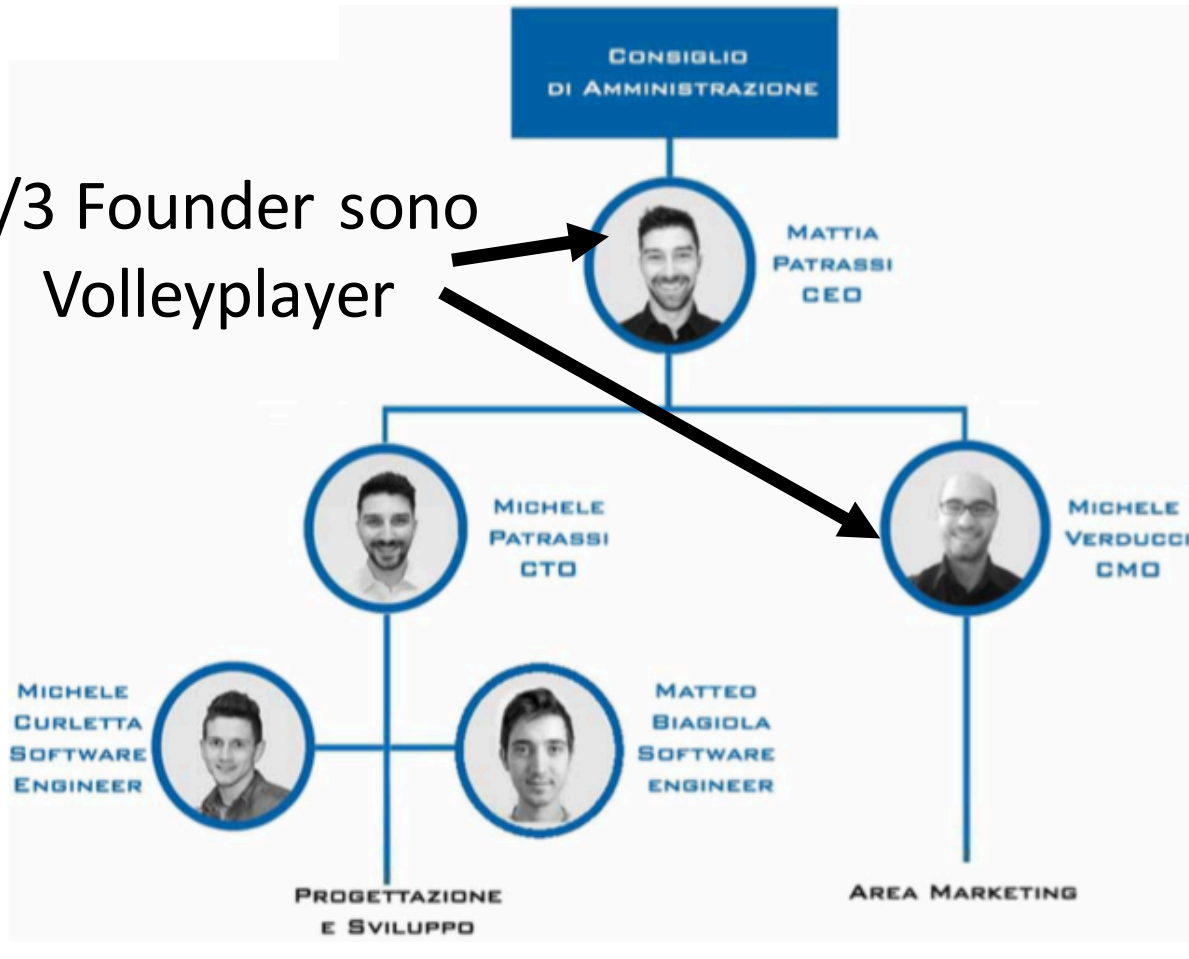 CONSIGLIO
DI AMMINISTRAZIONE
/3 Founder sono
Volleyplayer
MATTIA
PATRASSI
CEO
MICHELE
PATRASSI
CTO
MICHELE
VERDUCCI
CMO
MICHELE
CURLETTA
SOFTWARE
ENGINEER
MATTEO
BIAGIOLA
SOFTWARE
ENGINEER
PROGETTAZIONE
E SVILUPPO
AREA MARKETING